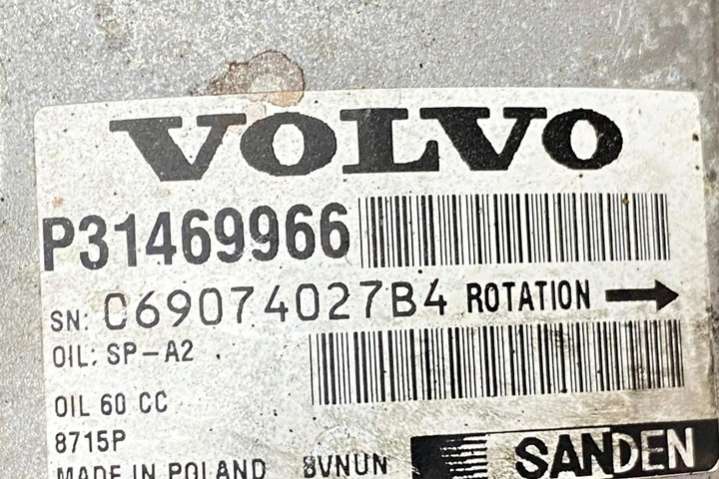 VOLVO
P31469966
SN: C69074027B4 ROTATION
OIL: SP-A2
OIL 60 CC
8715P
MADE IN POLAND 8VNUN SANDEN